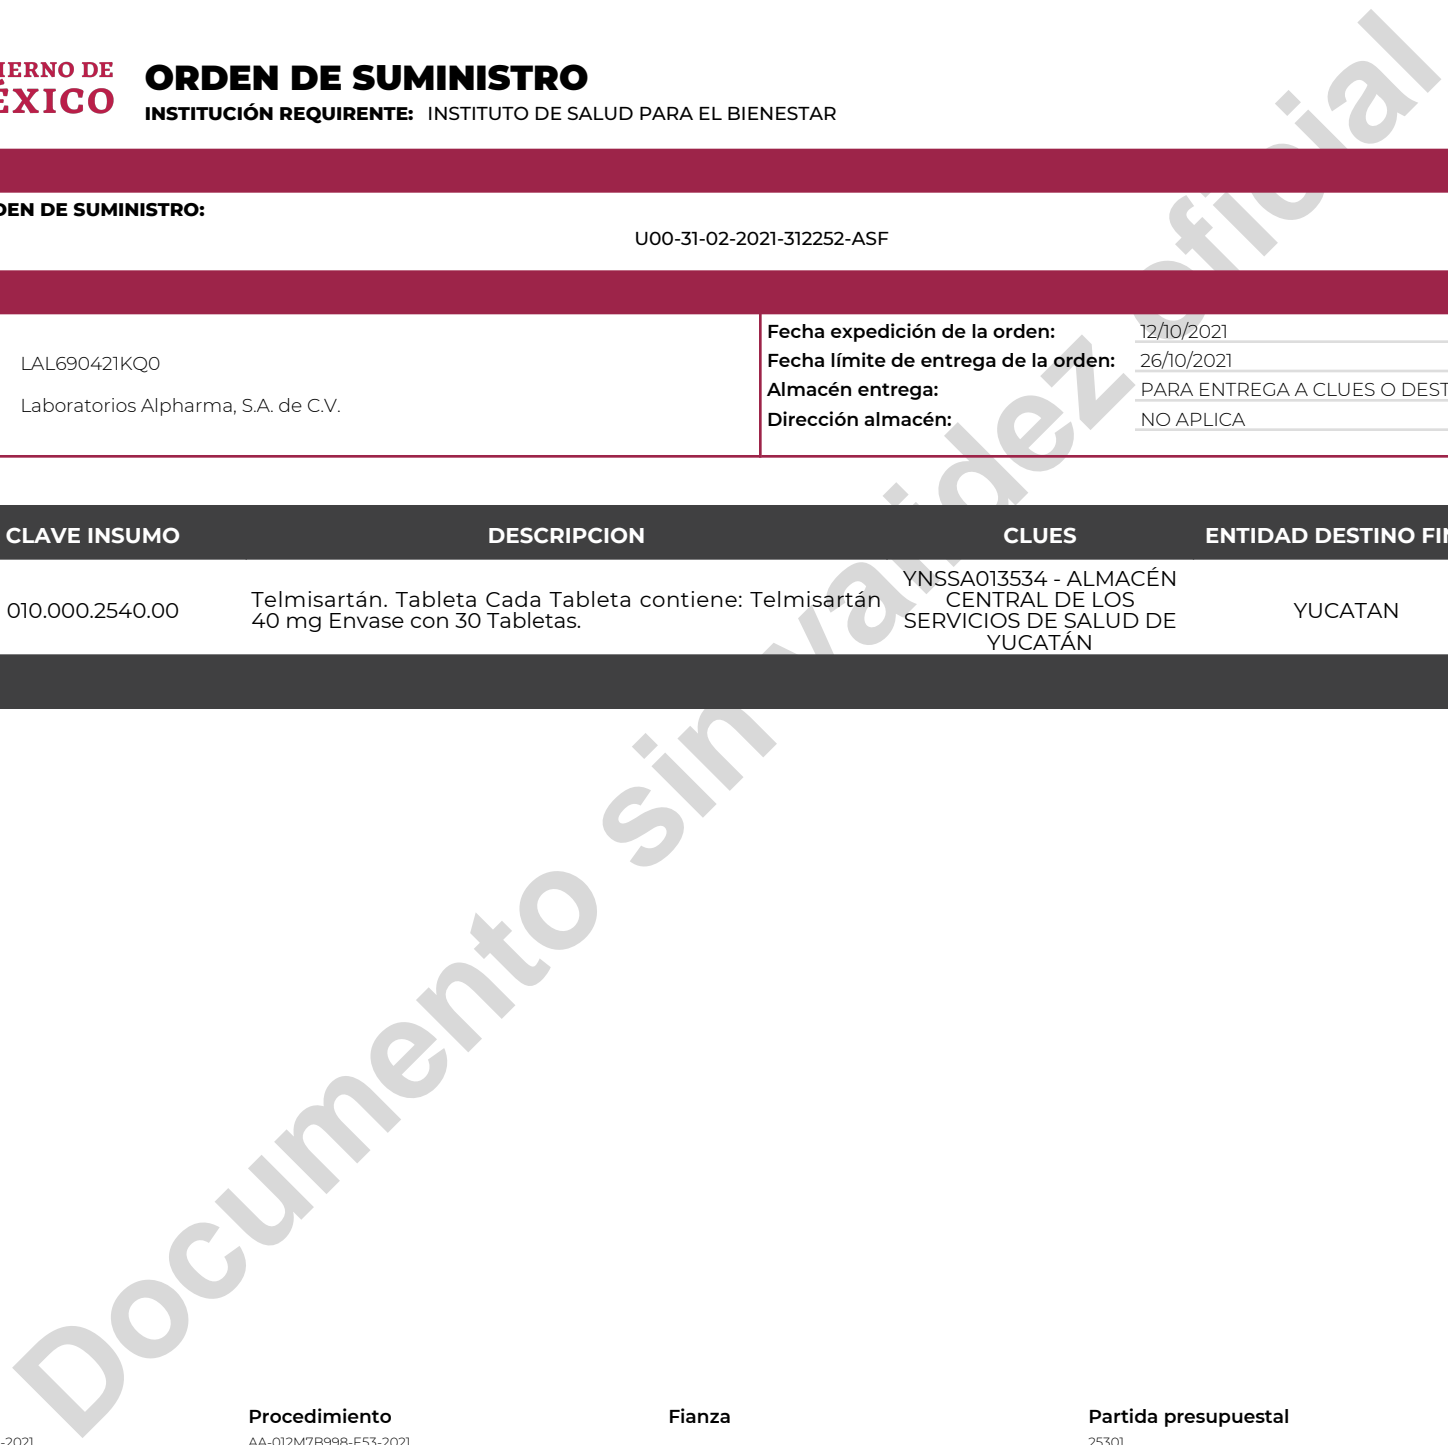 ORDEN DE SUMINISTRO
INSTITUCIÓN REQUIRENTE: INSTITUTO DE SALUD PARA EL BIENESTAR
DE
MÉXICO
DE SUMINISTRO:
U00-31-02-2021-312252-ASF
LAL690421KQ0
Laboratorios Alpharma, S.A. de C.V.
Fecha expedición de la orden: 12/10/2021
Fecha límite de entrega de la orden: 26/10/2021
Almacén entrega: PARA ENTREGA A CLUES O
Dirección almacén: NO APLICA
CLAVE INSUMO DESCRIPCION CLUES ENTIDAD DESTINO
010.000.2540.00
Telmisartán. Tableta Cada Tableta contiene: Telmisartán
40 mg Envase con 30 Tabletas.
YNSSA013534 - ALMACÉN
CENTRAL DE LOS
SERVICIOS DE SALUD DE
YUCATÁN
YUCATAN
Documento sin validez oficial
Procedimiento Fianza Partida presupuestal
-2021 AA-012M7B998-E53-2021 25301